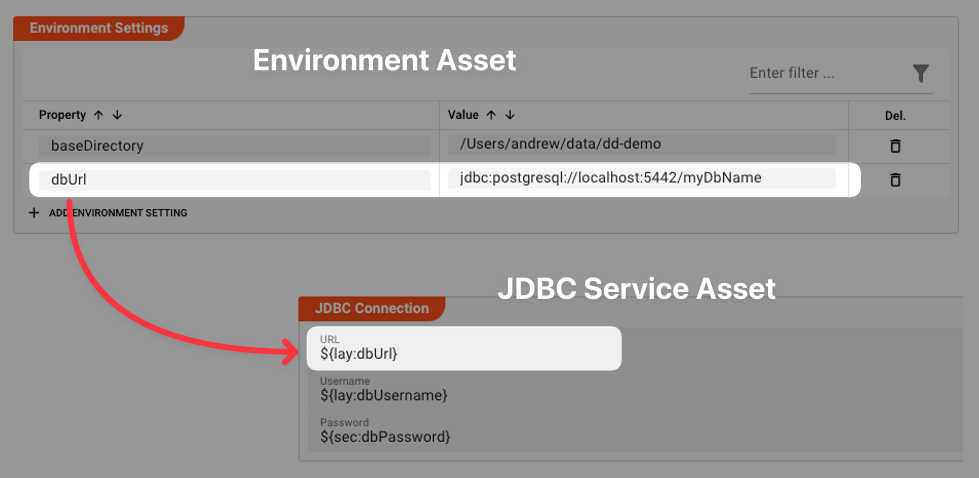 Environment Settings
Environment Asset
Enter filter ...
Property Value Del.
baseDirectory /Users/andrew/data/dd-demo
dbUrl jdbc:postgresql://localhost:5442/myDbName
ADD ENVIRONMENT SETTING
JDBC Service Asset
JDBC Connection
URL
${lay:dbUrl}
Username
${lay:dbUsername}
Password
${sec:dbPassword}